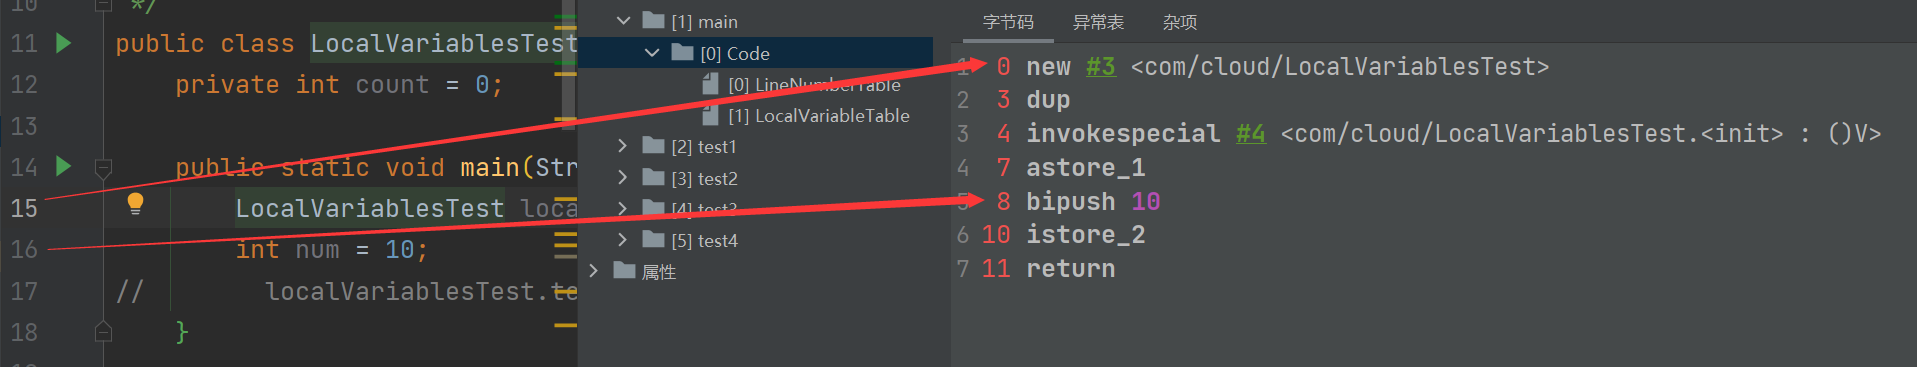 10 */
11 public class LocalVariablesTest
12 private int count = 0;
13
14 public static void main(Str
15 LocalVariablesTest loca
16 int num = 10;
17 // localVariablesTest.te
18 }
[1] main
[0] Code
[0] LineNumberTable
[1] LocalVariableTable
[2] test1
[3] test2
[4] test3
[5] test4
属性
字节码 异常表 杂项
1 0 new #3 <com/cloud/LocalVariablesTest>
2 3 dup
3 4 invokespecial #4 <com/cloud/LocalVariablesTest.<init> : ()V>
4 7 astore_1
5 8 bipush 10
6 10 istore_2
7 11 return